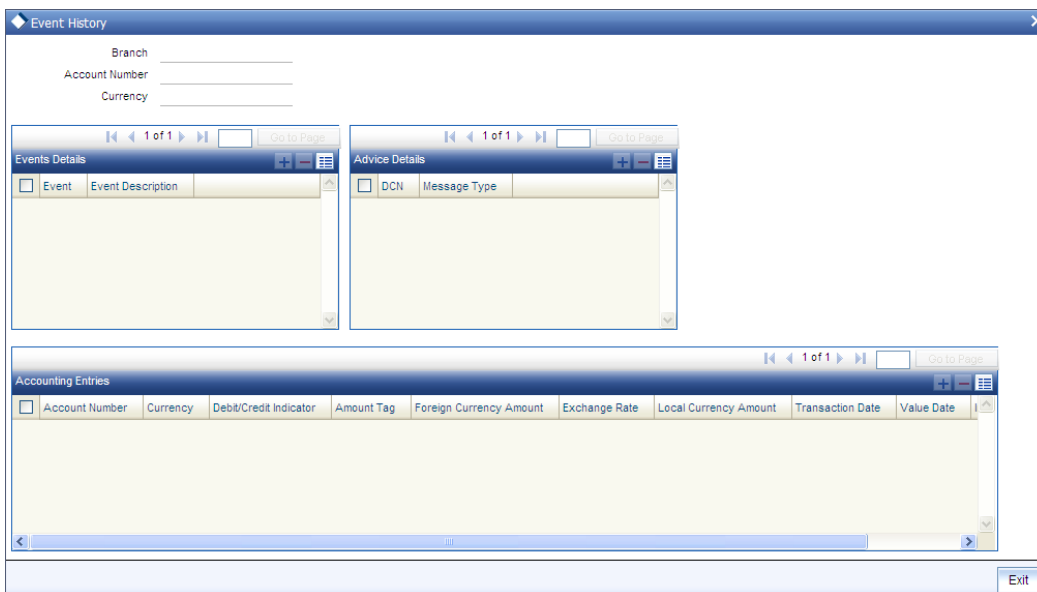 Event History
Branch
Account Number
Currency
1 of 1 Go to Page
Events Details
Event Event Description
1 of 1 Go to Page
Advice Details
DCN Message Type
1 of 1 Go to Page
Accounting Entries
Account Number Currency Debit/Credit Indicator Amount Tag Foreign Currency Amount Exchange Rate Local Currency Amount Transaction Date Value Date
Exit